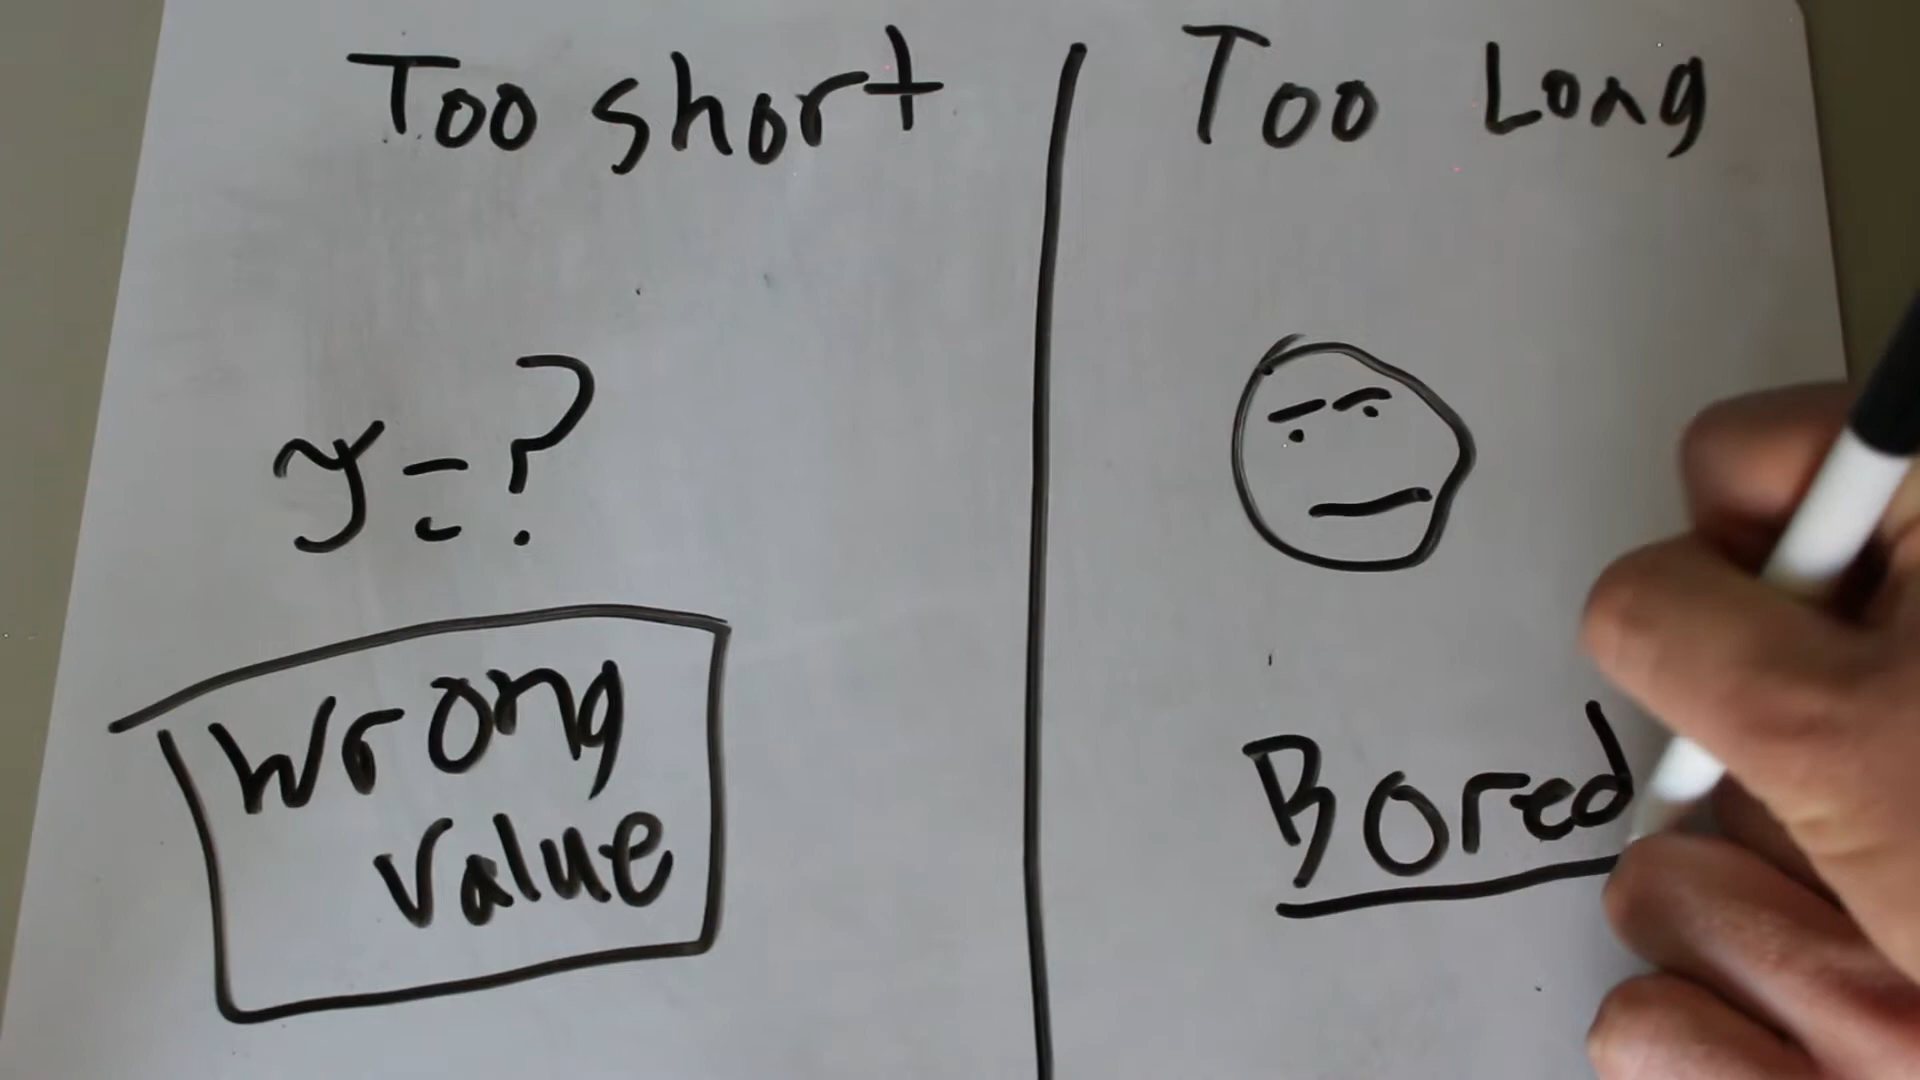 Too short
y = ?
Wrong
value
Too Long
Bored